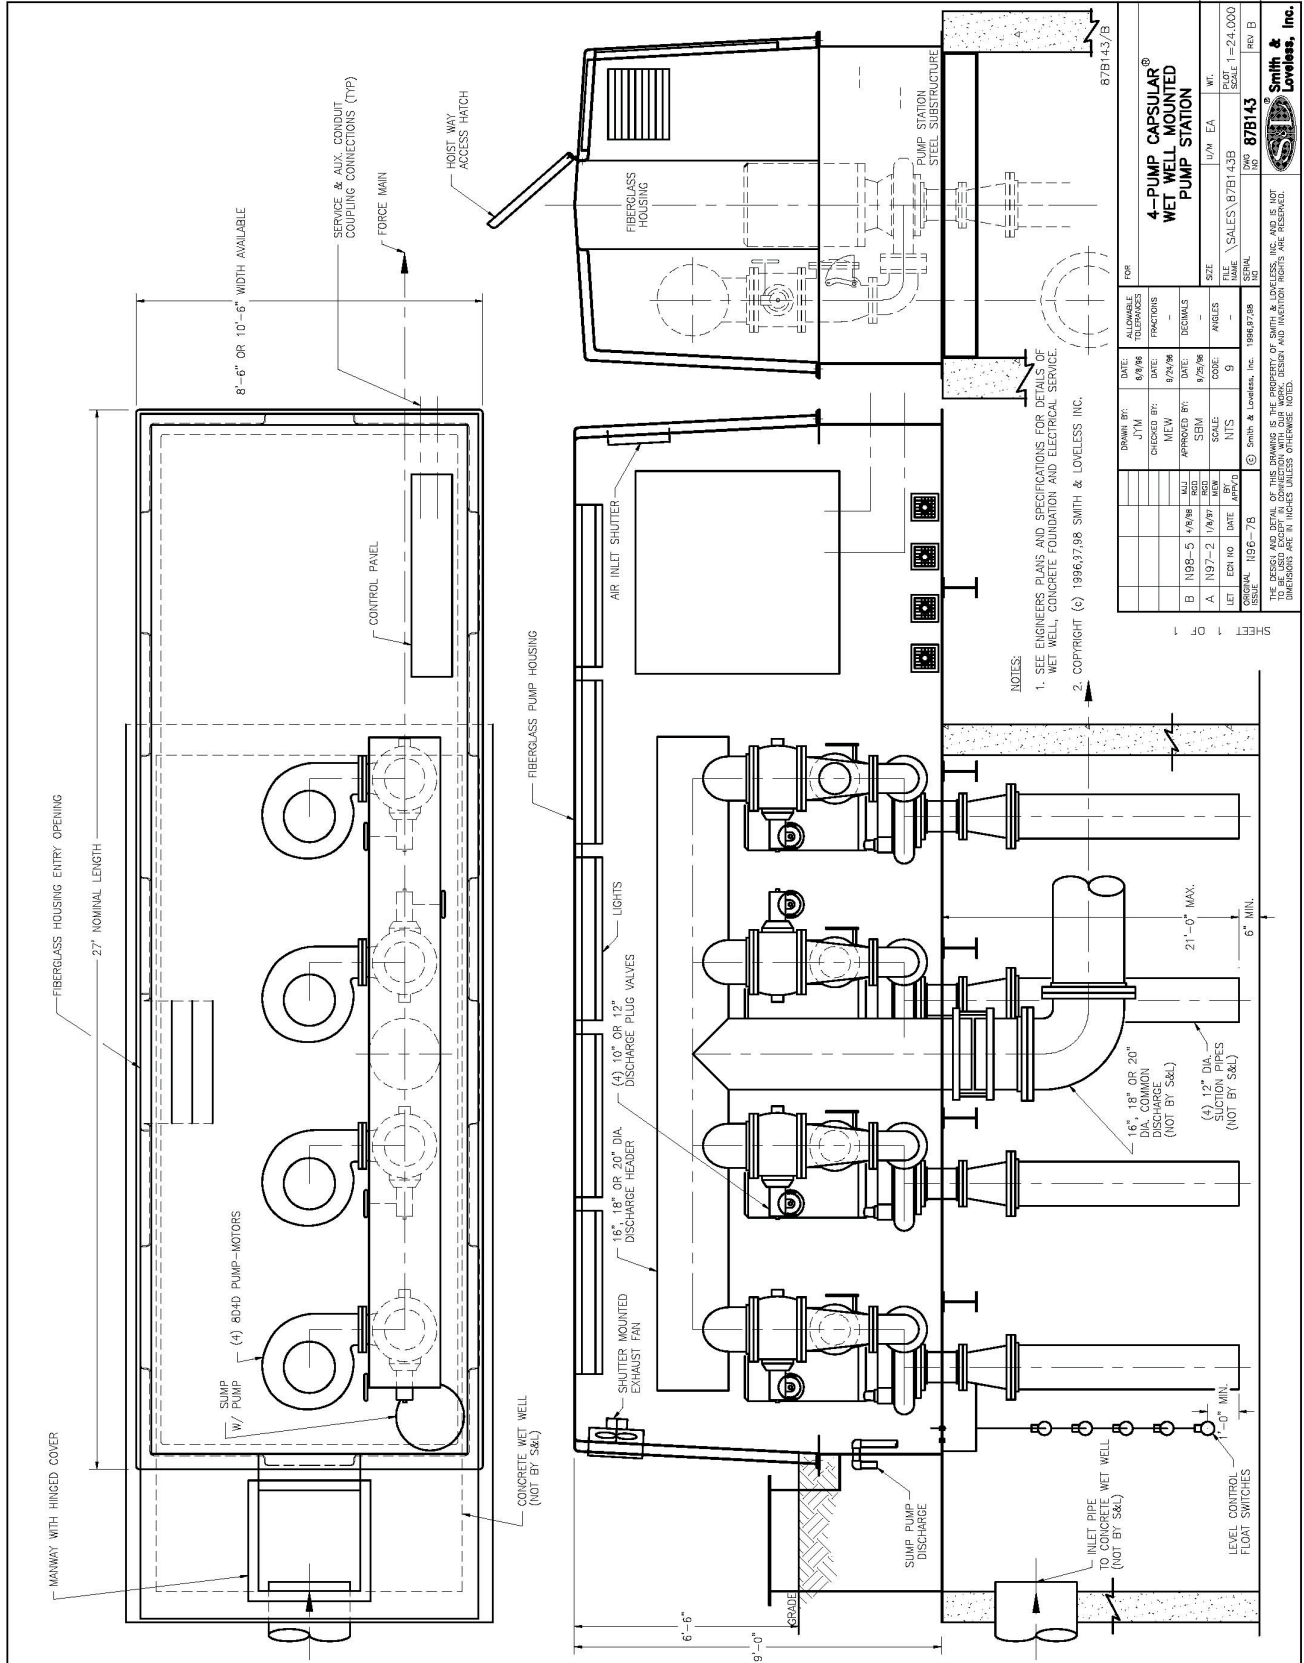 MANWAY WITH HINGED COVER
FIBERGLASS HOUSING ENTRY OPENING
27' NOMINAL LENGTH
SUMP
W/ PUMP
(4) 8D4D PUMP-MOTORS
CONCRETE WET WELL
(NOT BY S&L)
CONTROL PANEL
8'-6" OR 10'-6" WIDTH AVAILABLE
SERVICE & AUX. CONDUIT
COUPLING CONNECTIONS (TYP)
FORCE MAIN
HOIST WAY
ACCESS HATCH
FIBERGLASS
HOUSING
PUMP STATION
STEEL SUBSTRUCTURE
87B143/B
FIBERGLASS PUMP HOUSING
AIR INLET SHUTTER
LIGHTS
(4) 10" OR 12"
DISCHARGE PLUG VALVES
16", 18" OR 20" DIA.
DISCHARGE HEADER
SHUTTER MOUNTED
EXHAUST FAN
6'-6"
9'-0"
GRADE
SUMP PUMP
DISCHARGE
INLET PIPE
TO CONCRETE WET WELL
(NOT BY S&L)
LEVEL CONTROL
FLOAT SWITCHES
1'-0" MIN.
16", 18" OR 20"
DIA. COMMON
DISCHARGE
(NOT BY S&L)
(4) 12" DIA.
SUCTION PIPES
(NOT BY S&L)
21'-0" MAX.
6" MIN.
NOTES:
1. SEE ENGINEERS PLANS AND SPECIFICATIONS FOR DETAILS OF
WET WELL, CONCRETE FOUNDATION AND ELECTRICAL SERVICE.
2. COPYRIGHT (c) 1996,97,98 SMITH & LOVELESS INC.
SHEET 1 OF 1
B N98-5 4/8/98 MJJ RGD
A N97-2 1/8/97 MEW
LET ECN NO DATE BY APPV'D
ORIGINAL ISSUE N96-78
DRAWN BY: JYM DATE: 8/8/96
CHECKED BY: MEW DATE: 9/24/96
APPROVED BY: SBM DATE: 9/25/96
SCALE: NTS CODE: 9
ALLOWABLE TOLERANCES
FRACTIONS -
DECIMALS -
ANGLES -
© Smith & Loveless, Inc. 1996,97,98
FOR
4-PUMP CAPSULAR®
WET WELL MOUNTED
PUMP STATION
SIZE U/M EA WT.
FILE NAME \SALES\87B143B PLOT SCALE 1=24.000
SERIAL NO DWG NO 87B143 REV B
THE DESIGN AND DETAIL OF THIS DRAWING IS THE PROPERTY OF SMITH & LOVELESS, INC. AND IS NOT
TO BE USED EXCEPT IN CONNECTION WITH OUR WORK. DESIGN AND INVENTION RIGHTS ARE RESERVED.
DIMENSIONS ARE IN INCHES UNLESS OTHERWISE NOTED.
S&L® Smith &
Loveless, Inc.